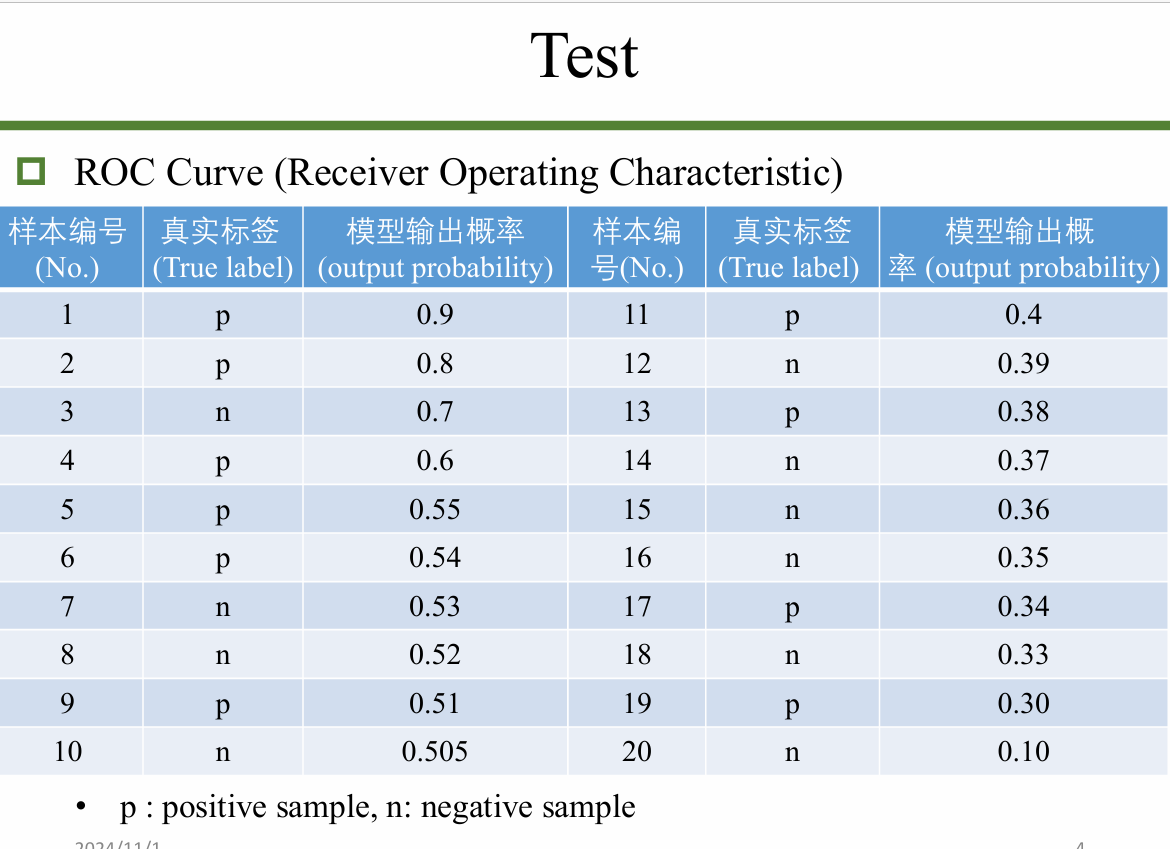 Test
ROC Curve (Receiver Operating Characteristic)
样本编号 真实标签 模型输出概率 样本编 真实标签 模型输出概
(No.) (True label) (output probability) 号(No.) (True label) 率 (output probability)
1 p 0.9 11 p 0.4
2 p 0.8 12 n 0.39
3 n 0.7 13 p 0.38
4 p 0.6 14 n 0.37
5 p 0.55 15 n 0.36
6 p 0.54 16 n 0.35
7 n 0.53 17 p 0.34
8 n 0.52 18 n 0.33
9 p 0.51 19 p 0.30
10 n 0.505 20 n 0.10
• p : positive sample, n: negative sample
2024/11/1 4